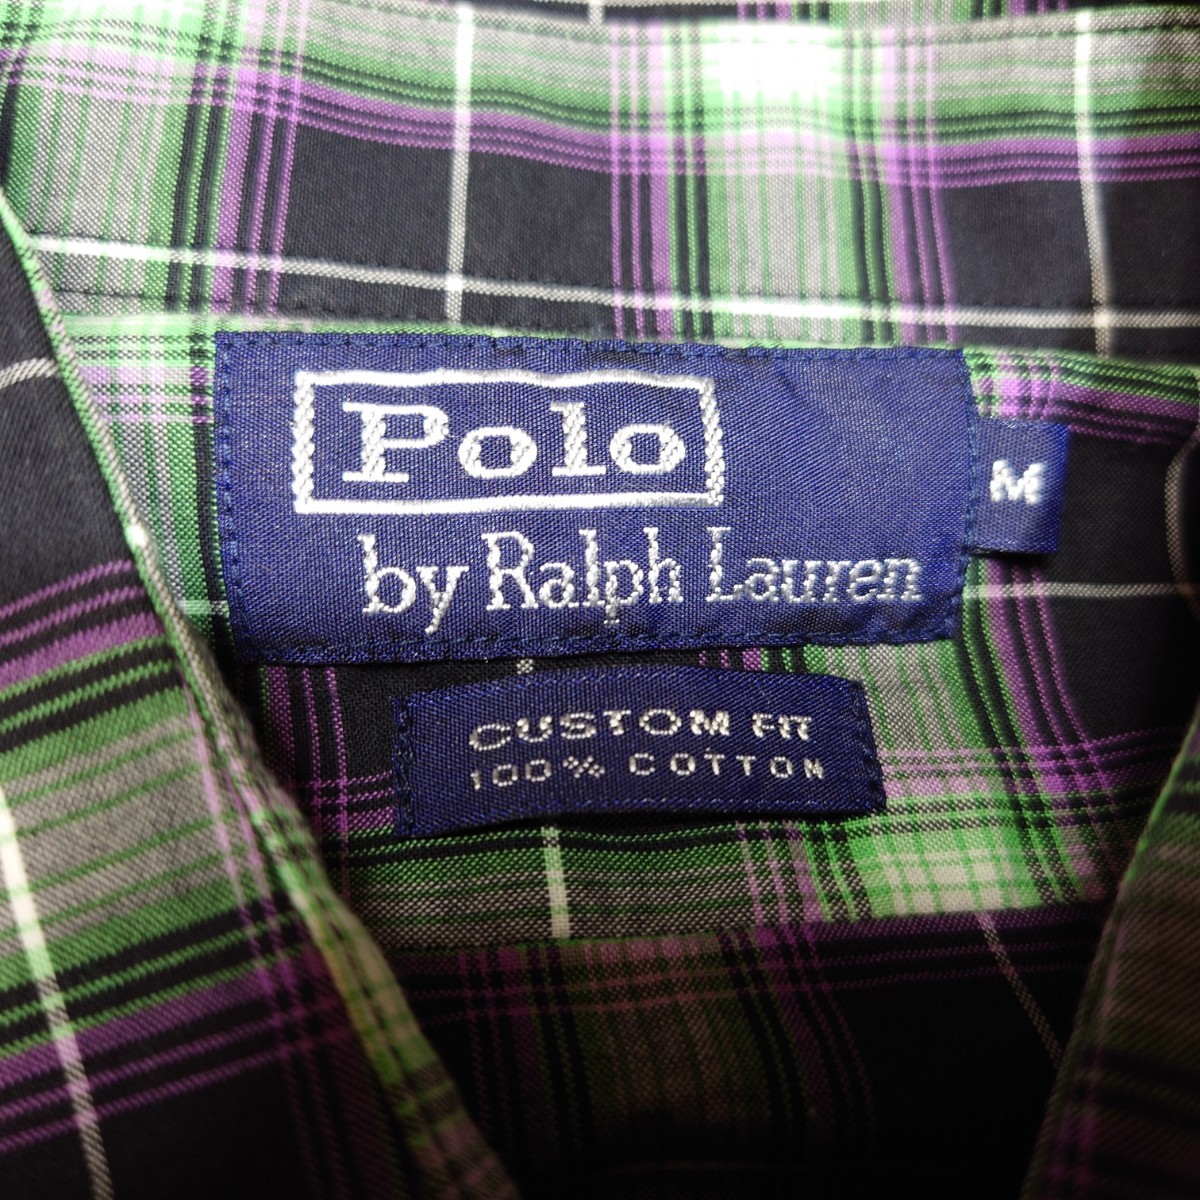 Polo
by Ralph Lauren
M
CUSTOM FIT
100% COTTON